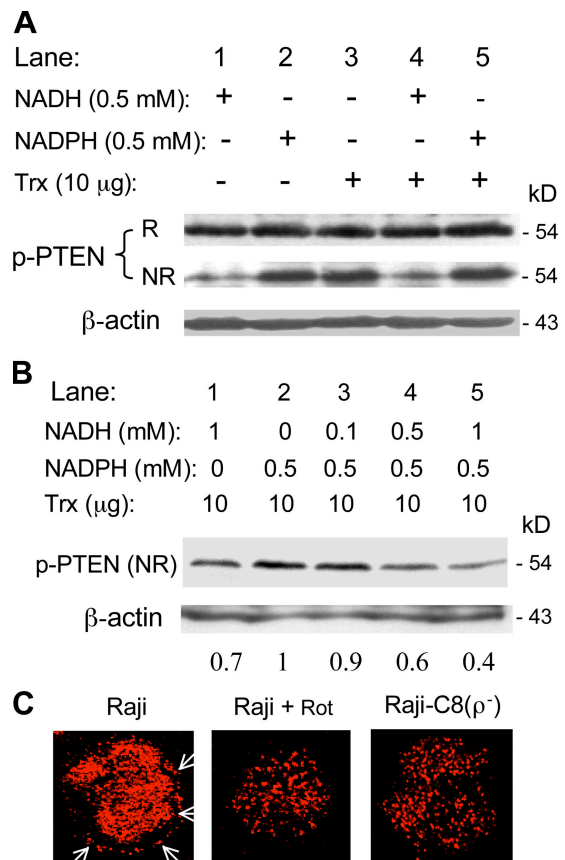 A
Lane: 1 2 3 4 5
NADH (0.5 mM): + - - + -
NADPH (0.5 mM): - + - - +
Trx (10 μg): - - + + +
kD
p-PTEN { R - 54
NR - 54
β-actin - 43
B
Lane: 1 2 3 4 5
NADH (mM): 1 0 0.1 0.5 1
NADPH (mM): 0 0.5 0.5 0.5 0.5
Trx (μg): 10 10 10 10 10
kD
p-PTEN (NR) - 54
β-actin - 43
0.7 1 0.9 0.6 0.4
C
Raji Raji + Rot Raji-C8(ρ⁻)